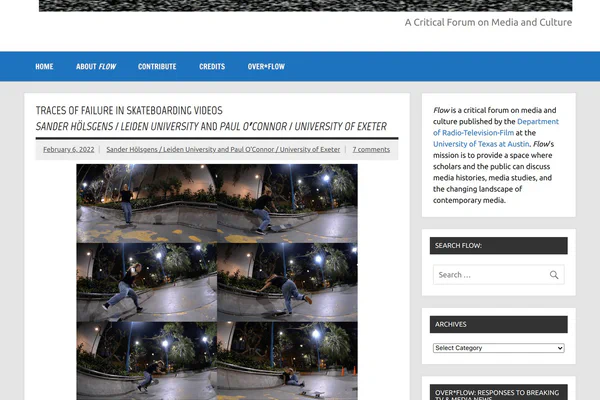 A Critical Forum on Media and Culture
HOME ABOUT FLOW CONTRIBUTE CREDITS OVER*FLOW
TRACES OF FAILURE IN SKATEBOARDING VIDEOS
SANDER HÖLSGENS / LEIDEN UNIVERSITY AND PAUL O'CONNOR / UNIVERSITY OF EXETER
February 6, 2022 | Sander Hölsgens / Leiden University and Paul O'Connor / University of Exeter | 7 comments
Flow is a critical forum on media and
culture published by the Department
of Radio-Television-Film at the
University of Texas at Austin. Flow's
mission is to provide a space where
scholars and the public can discuss
media histories, media studies, and
the changing landscape of
contemporary media.
SEARCH FLOW:
Search …
ARCHIVES
Select Category
OVER*FLOW: RESPONSES TO BREAKING
TV & MEDIA NEWS